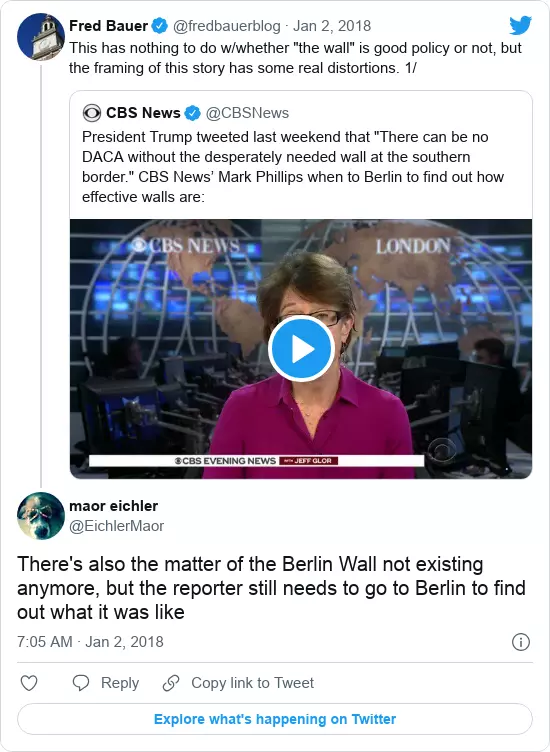 Fred Bauer @fredbauerblog · Jan 2, 2018
This has nothing to do w/whether "the wall" is good policy or not, but
the framing of this story has some real distortions. 1/
CBS News @CBSNews
President Trump tweeted last weekend that "There can be no
DACA without the desperately needed wall at the southern
border." CBS News’ Mark Phillips when to Berlin to find out how
effective walls are:
CBS NEWS
LONDON
CBS EVENING NEWS WITH JEFF GLOR
maor eichler
@EichlerMaor
There's also the matter of the Berlin Wall not existing
anymore, but the reporter still needs to go to Berlin to find
out what it was like
7:05 AM · Jan 2, 2018
Reply
Copy link to Tweet
Explore what's happening on Twitter